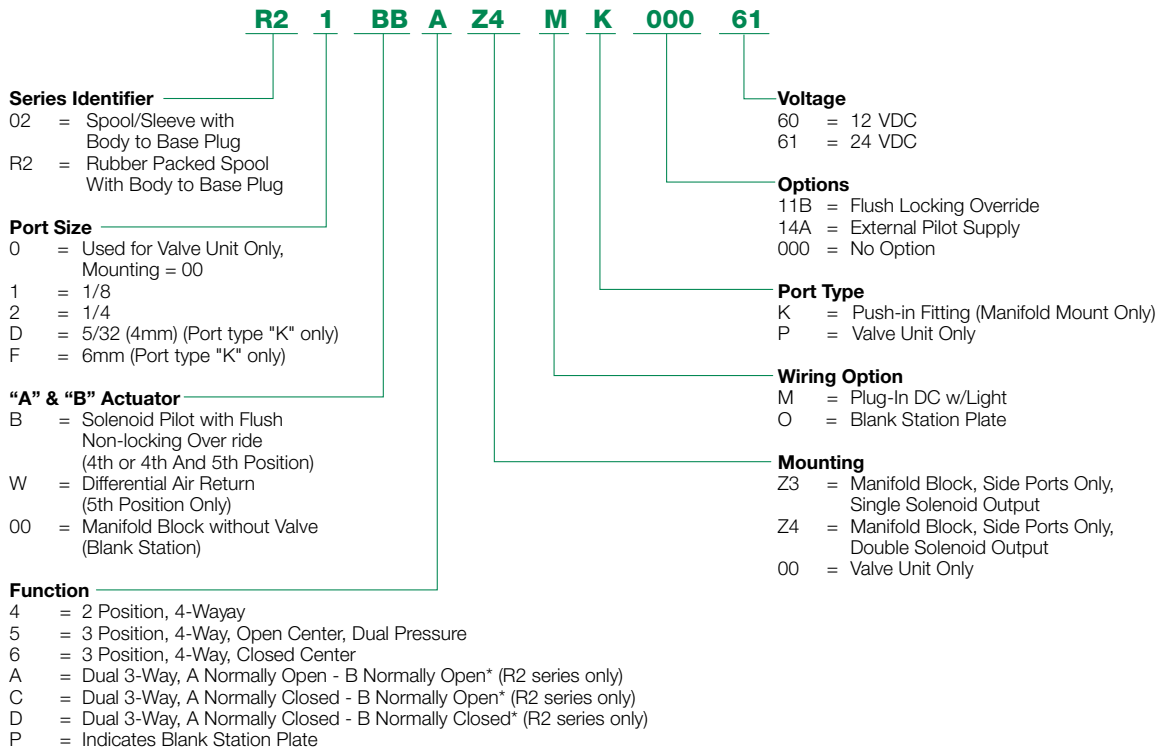 R2 1 BB A Z4 M K 000 61
Series Identifier
02 = Spool/Sleeve with
Body to Base Plug
R2 = Rubber Packed Spool
With Body to Base Plug
Port Size
0 = Used for Valve Unit Only,
Mounting = 00
1 = 1/8
2 = 1/4
D = 5/32 (4mm) (Port type "K" only)
F = 6mm (Port type "K" only)
“A” & “B” Actuator
B = Solenoid Pilot with Flush
Non-locking Over ride
(4th or 4th And 5th Position)
W = Differential Air Return
(5th Position Only)
00 = Manifold Block without Valve
(Blank Station)
Function
4 = 2 Position, 4-Wayay
5 = 3 Position, 4-Way, Open Center, Dual Pressure
6 = 3 Position, 4-Way, Closed Center
A = Dual 3-Way, A Normally Open - B Normally Open* (R2 series only)
C = Dual 3-Way, A Normally Closed - B Normally Open* (R2 series only)
D = Dual 3-Way, A Normally Closed - B Normally Closed* (R2 series only)
P = Indicates Blank Station Plate
Voltage
60 = 12 VDC
61 = 24 VDC
Options
11B = Flush Locking Override
14A = External Pilot Supply
000 = No Option
Port Type
K = Push-in Fitting (Manifold Mount Only)
P = Valve Unit Only
Wiring Option
M = Plug-In DC w/Light
O = Blank Station Plate
Mounting
Z3 = Manifold Block, Side Ports Only,
Single Solenoid Output
Z4 = Manifold Block, Side Ports Only,
Double Solenoid Output
00 = Valve Unit Only